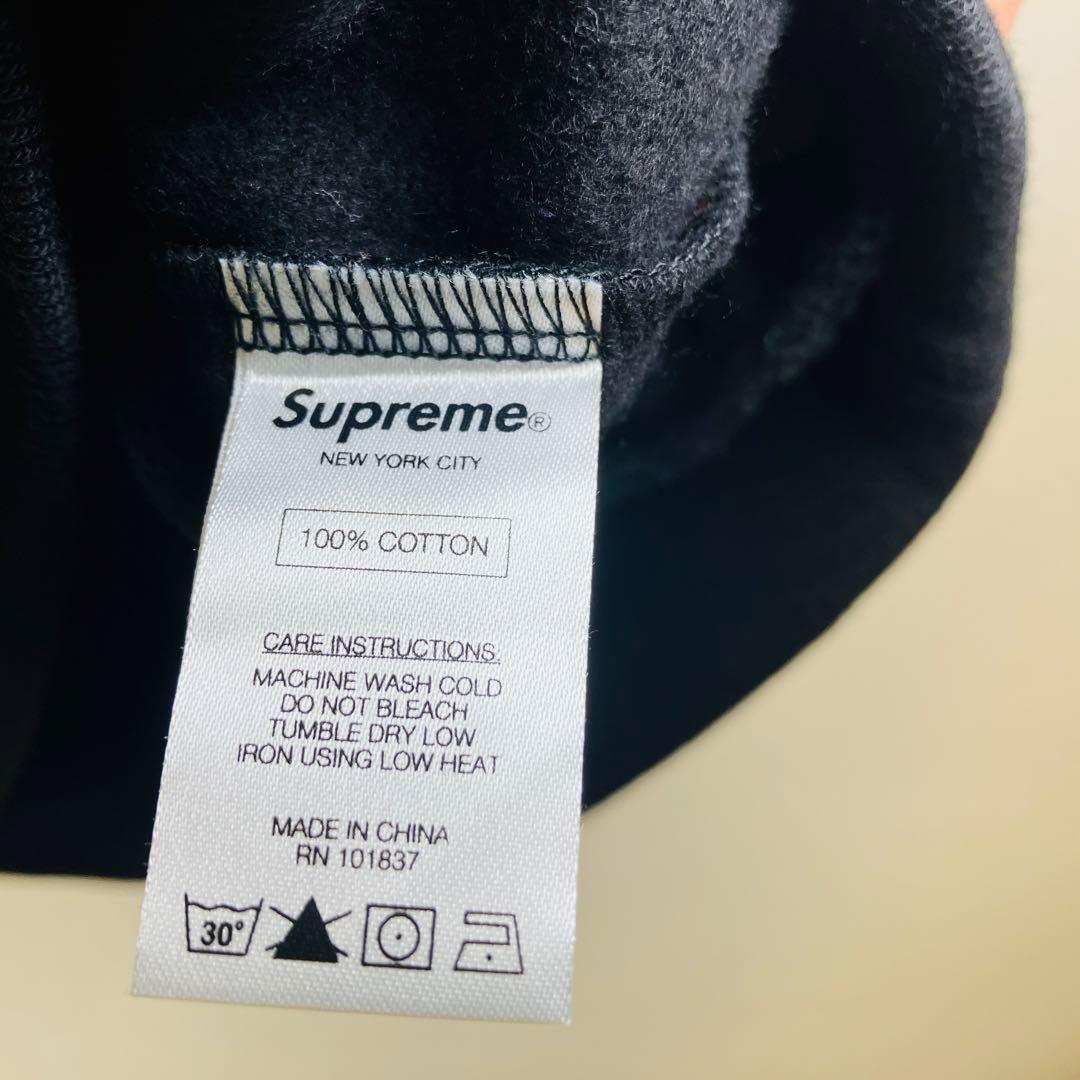 Supreme®
NEW YORK CITY
100% COTTON
CARE INSTRUCTIONS.
MACHINE WASH COLD
DO NOT BLEACH
TUMBLE DRY LOW
IRON USING LOW HEAT
MADE IN CHINA
RN 101837
30°